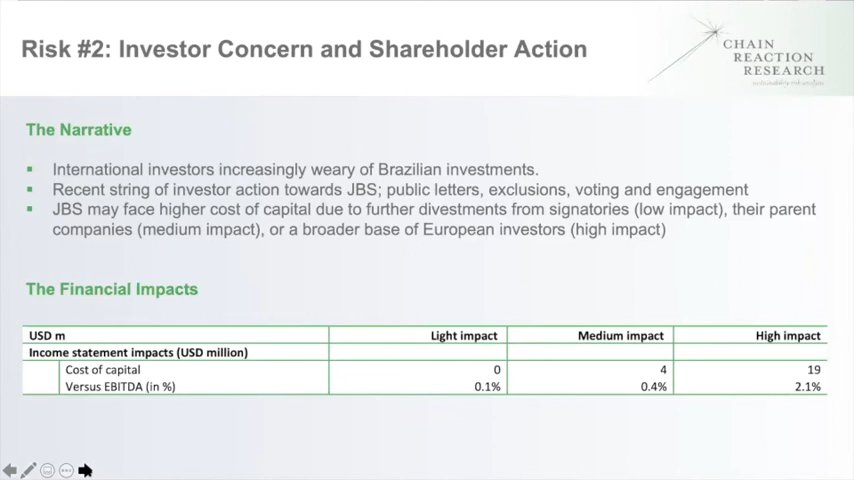 Risk #2: Investor Concern and Shareholder Action
CHAIN
REACTION
RESEARCH
sustainability risk analysis
The Narrative
International investors increasingly weary of Brazilian investments.
Recent string of investor action towards JBS; public letters, exclusions, voting and engagement
JBS may face higher cost of capital due to further divestments from signatories (low impact), their parent
companies (medium impact), or a broader base of European investors (high impact)
The Financial Impacts
USD m Light impact Medium impact High impact
Income statement impacts (USD million)
Cost of capital 0 4 19
Versus EBITDA (in %) 0.1% 0.4% 2.1%